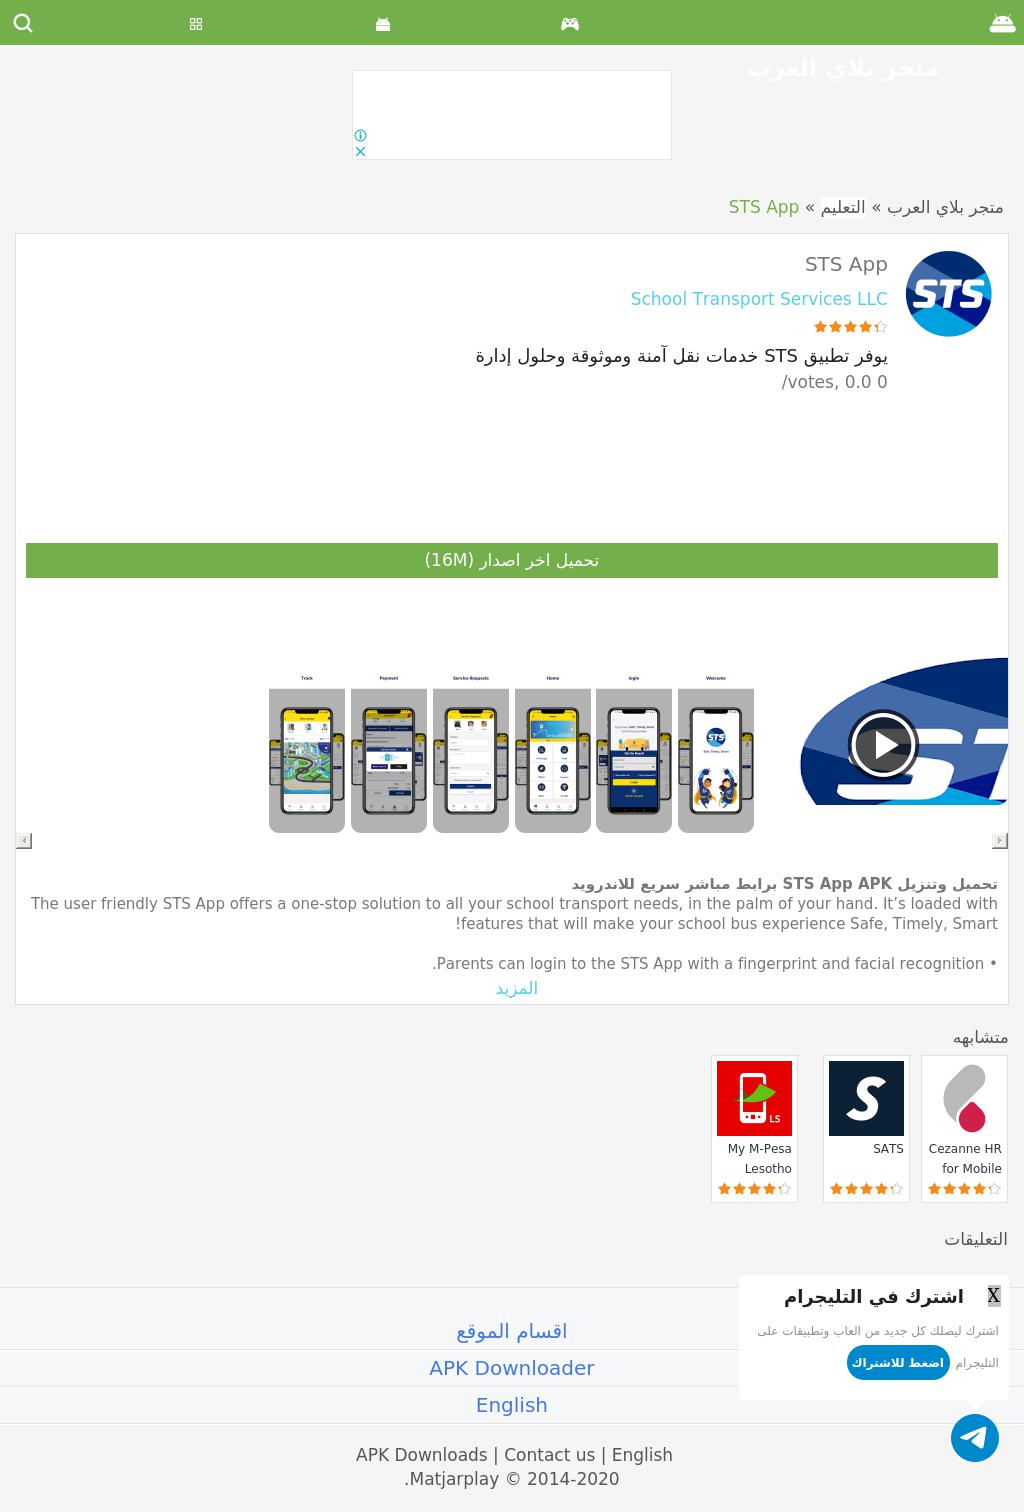 متجر بلاي العرب
متجر بلاي العرب » التعليم » STS App
STS App
STS
School Transport Services LLC
يوفر تطبيق STS خدمات نقل آمنة وموثوقة وحلول إدارة
/votes, 0.0 0
تحميل اخر اصدار (16M)
Track
Payment
Service Requests
Home
login
Welcome
STS
تحميل وتنزيل STS App APK برابط مباشر سريع للاندرويد
The user friendly STS App offers a one-stop solution to all your school transport needs, in the palm of your hand. It’s loaded with
!features that will make your school bus experience Safe, Timely, Smart
.Parents can login to the STS App with a fingerprint and facial recognition •
المزيد
متشابهه
LS
S
My M-Pesa
Lesotho
SATS
Cezanne HR
for Mobile
التعليقات
X
اشترك في التليجرام
اشترك ليصلك كل جديد من العاب وتطبيقات على
التليجرام اضغط للاشتراك
اقسام الموقع
APK Downloader
English
APK Downloads | Contact us | English
.Matjarplay © 2014-2020